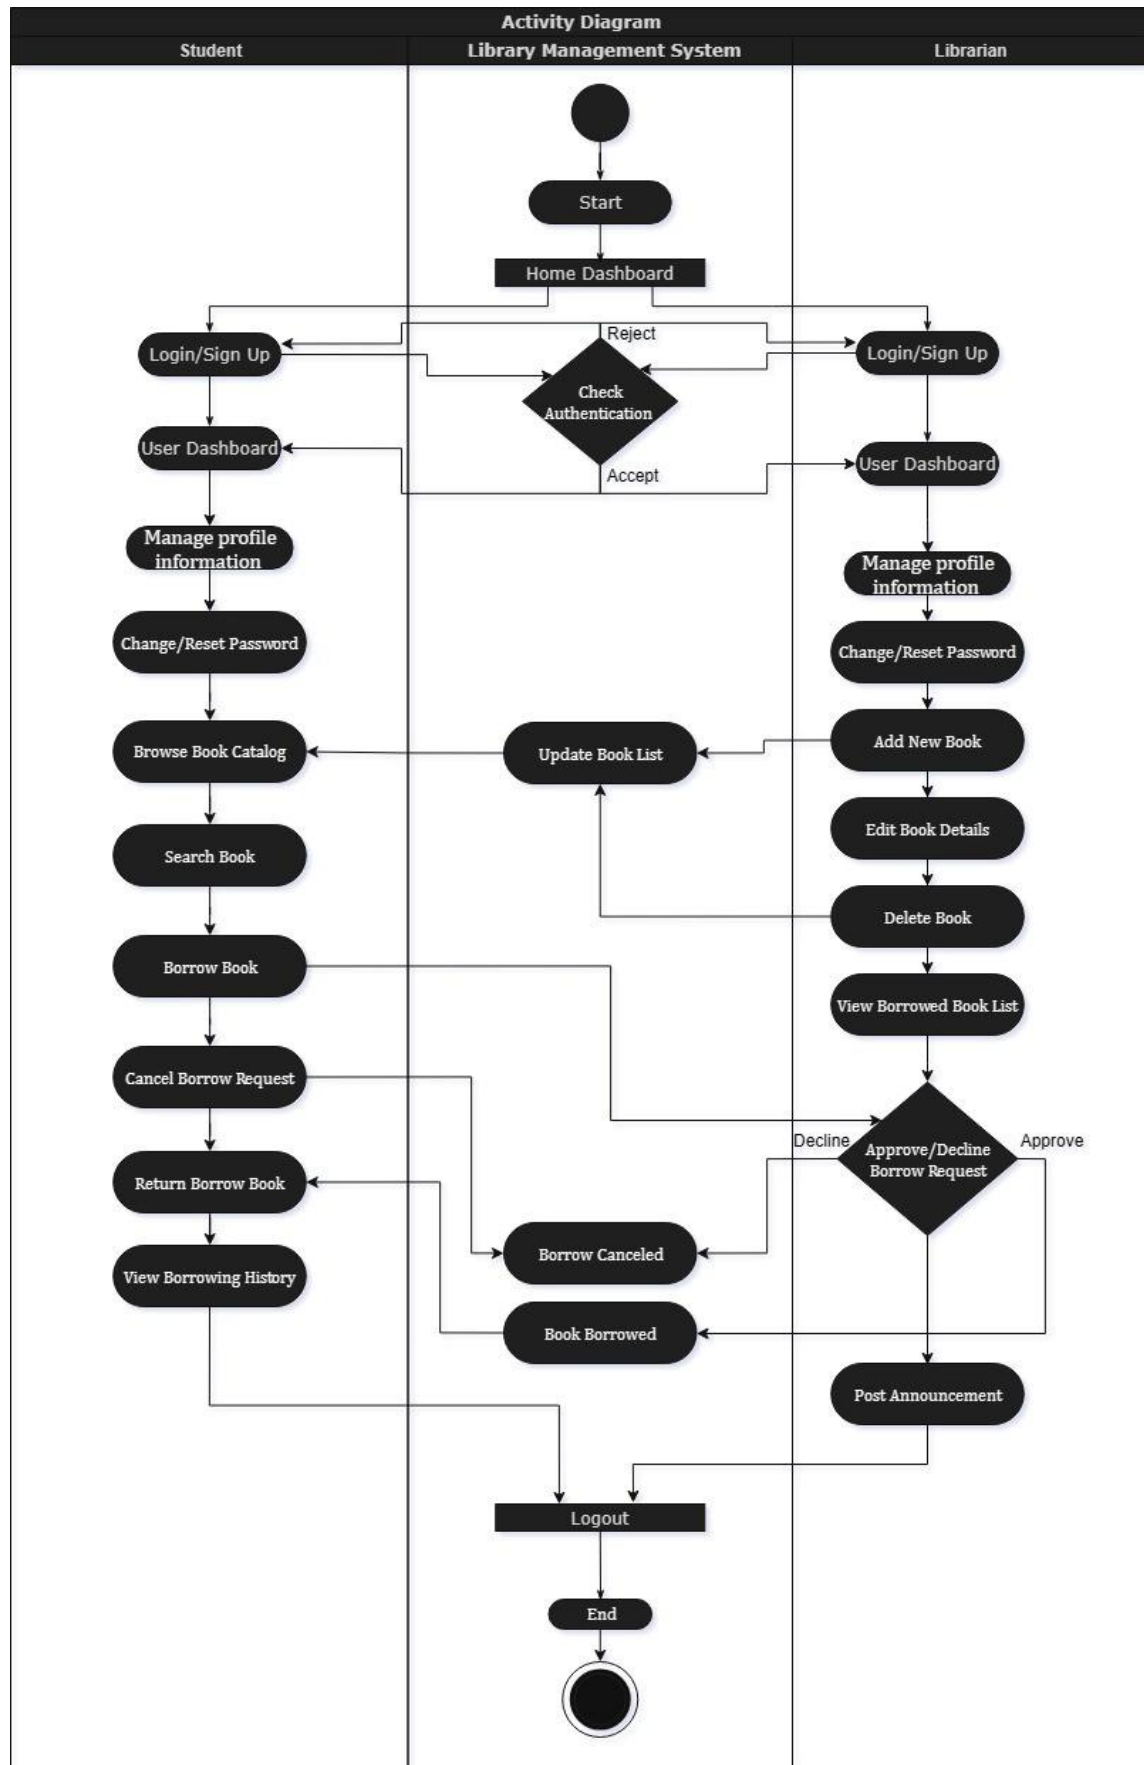 Activity Diagram
Student
Library Management System
Librarian
Start
Home Dashboard
Reject
Login/Sign Up
Login/Sign Up
Check
Authentication
User Dashboard
User Dashboard
Accept
Manage profile
information
Manage profile
information
Change/Reset Password
Change/Reset Password
Browse Book Catalog
Update Book List
Add New Book
Edit Book Details
Search Book
Delete Book
Borrow Book
View Borrowed Book List
Cancel Borrow Request
Decline
Approve/Decline
Borrow Request
Approve
Return Borrow Book
Borrow Canceled
View Borrowing History
Book Borrowed
Post Announcement
Logout
End